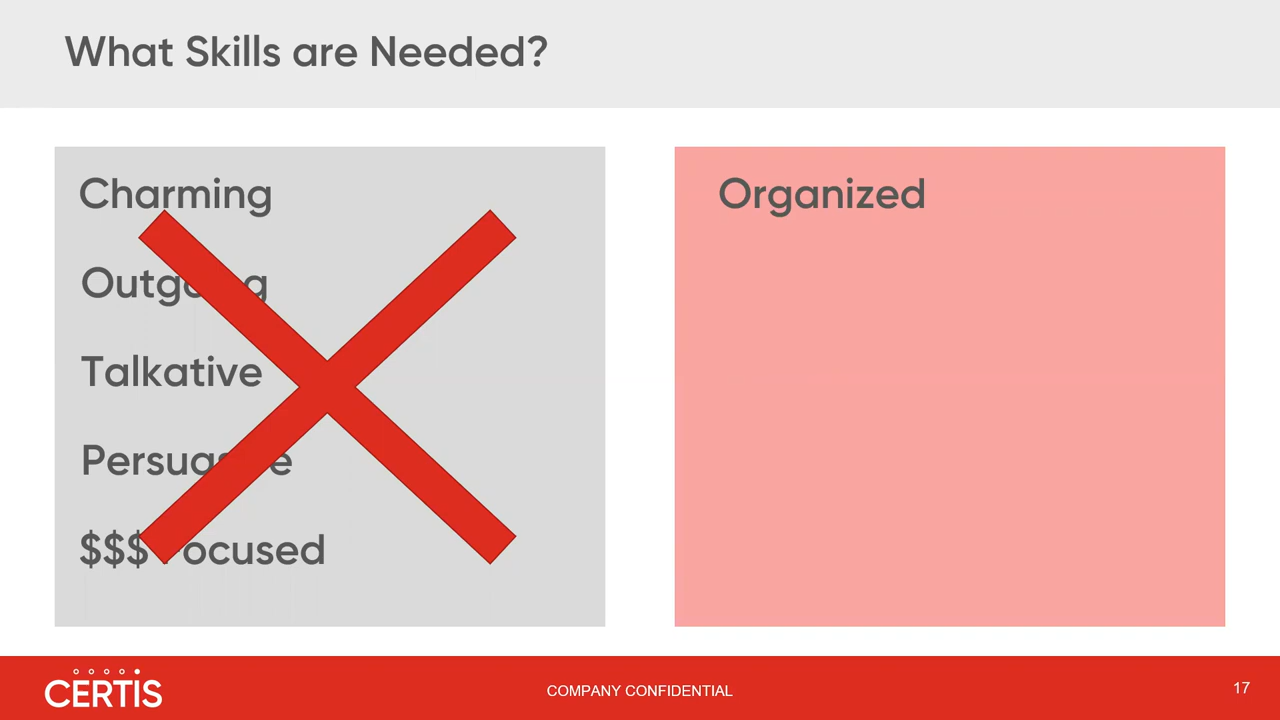 What Skills are Needed?
Charming
Outgoing
Talkative
Persuasive
$$$ Focused
Organized
CERTIS
COMPANY CONFIDENTIAL
17